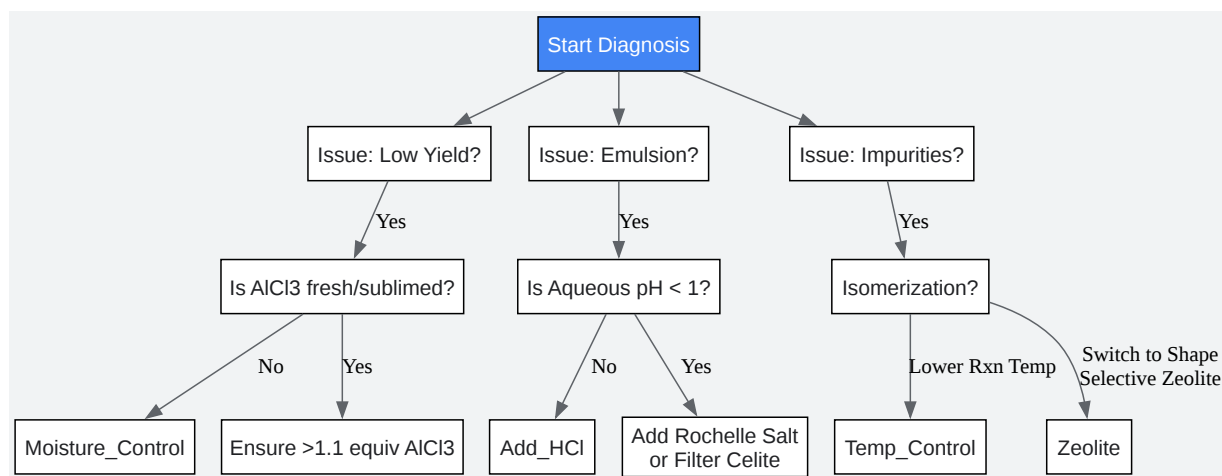 Start Diagnosis
Issue: Low Yield?
Issue: Emulsion?
Issue: Impurities?
Yes
Yes
Yes
Is AlCl3 fresh/sublimed?
Is Aqueous pH < 1?
Isomerization?
No
Yes
No
Yes
Lower Rxn Temp
Switch to Shape
Selective Zeolite
Moisture_Control
Ensure >1.1 equiv AlCl3
Add_HCl
Add Rochelle Salt
or Filter Celite
Temp_Control
Zeolite